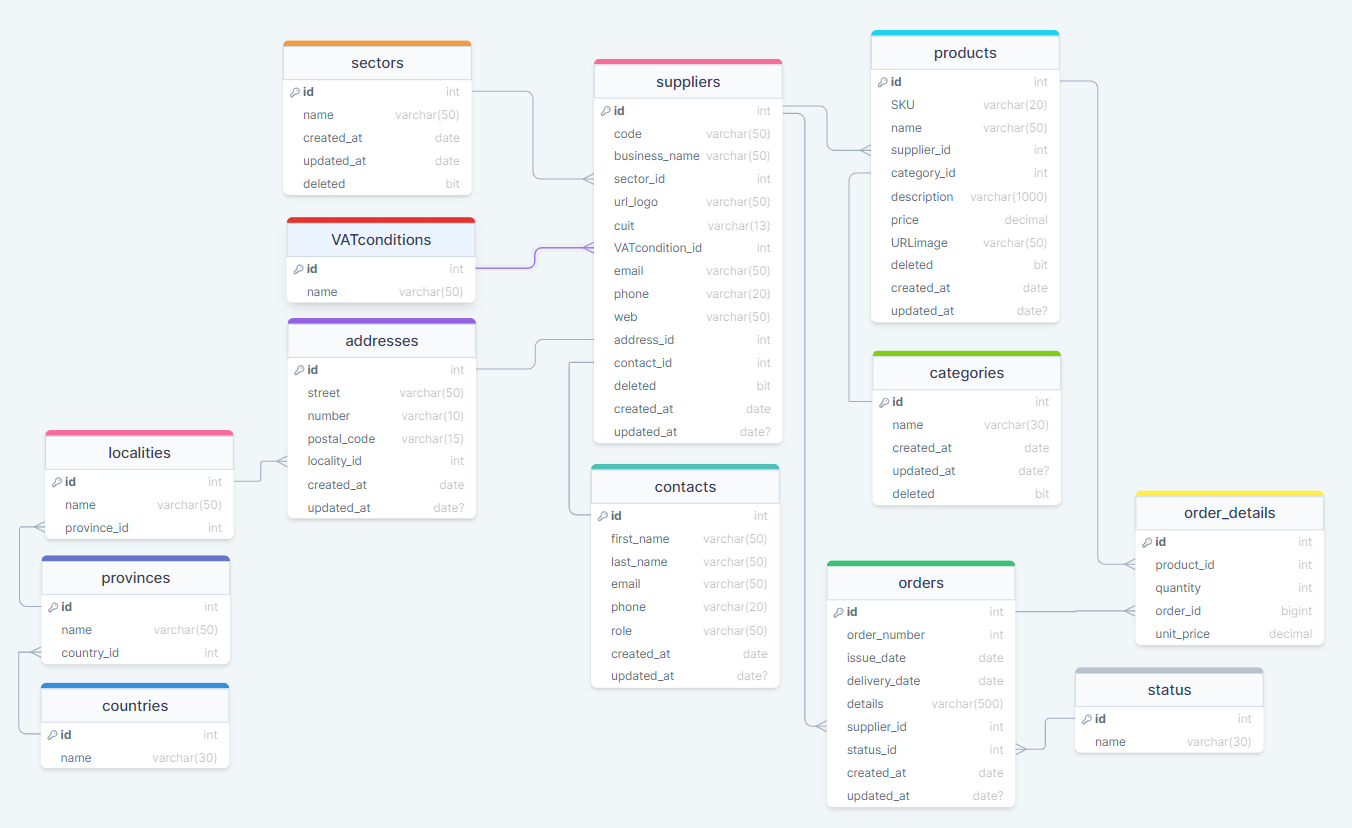 sectors
id int
name varchar(50)
created_at date
updated_at date
deleted bit
VATconditions
id int
name varchar(50)
addresses
id int
street varchar(50)
number varchar(10)
postal_code varchar(15)
locality_id int
created_at date
updated_at date?
localities
id int
name varchar(50)
province_id int
provinces
id int
name varchar(50)
country_id int
countries
id int
name varchar(30)
suppliers
id int
code varchar(50)
business_name varchar(50)
sector_id int
url_logo varchar(50)
cuit varchar(13)
VATcondition_id int
email varchar(50)
phone varchar(20)
web varchar(50)
address_id int
contact_id int
deleted bit
created_at date
updated_at date?
contacts
id int
first_name varchar(50)
last_name varchar(50)
email varchar(50)
phone varchar(20)
role varchar(50)
created_at date
updated_at date?
products
id int
SKU varchar(20)
name varchar(50)
supplier_id int
category_id int
description varchar(1000)
price decimal
URLimage varchar(50)
deleted bit
created_at date
updated_at date?
categories
id int
name varchar(30)
created_at date
updated_at date?
deleted bit
orders
id int
order_number int
issue_date date
delivery_date date
details varchar(500)
supplier_id int
status_id int
created_at date
updated_at date?
order_details
id int
product_id int
quantity int
order_id bigint
unit_price decimal
status
id int
name varchar(30)